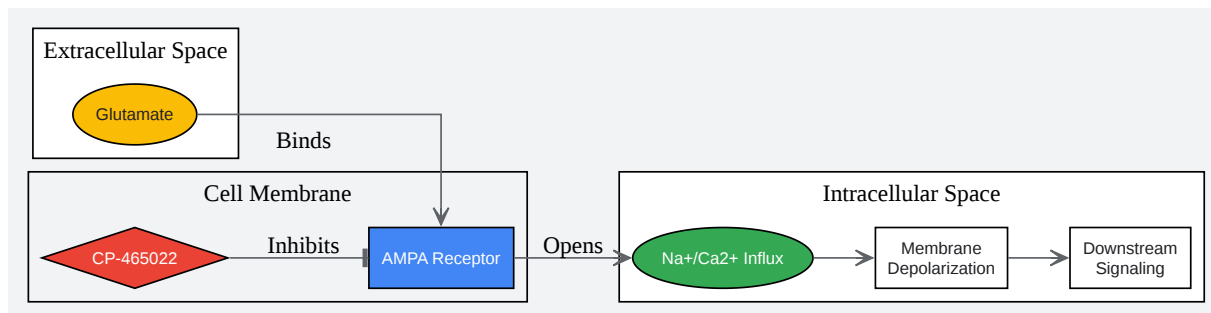 Extracellular Space
Glutamate
Binds
Cell Membrane
CP-465022
Inhibits
AMPA Receptor
Opens
Intracellular Space
Na+/Ca2+ Influx
Membrane
Depolarization
Downstream
Signaling